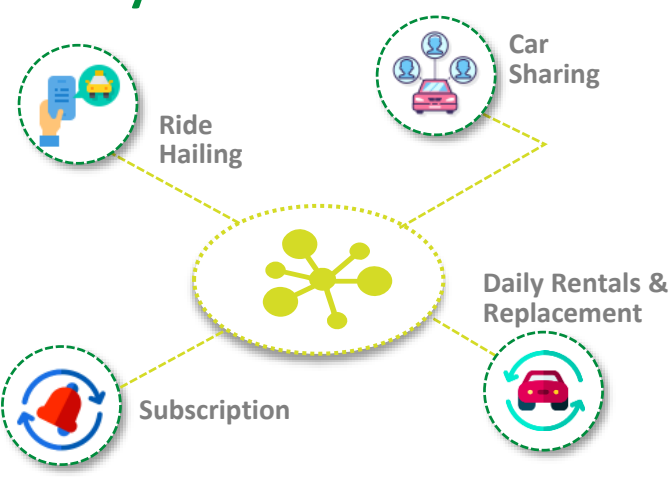 Car
Sharing
Ride
Hailing
Daily Rentals &
Replacement
Subscription